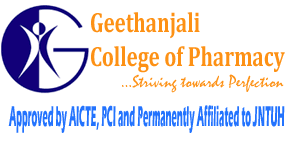 Geethanjali
College of Pharmacy
...Striving towards Perfection
Approved by AICTE, PCI and Permanently Affiliated to JNTUH